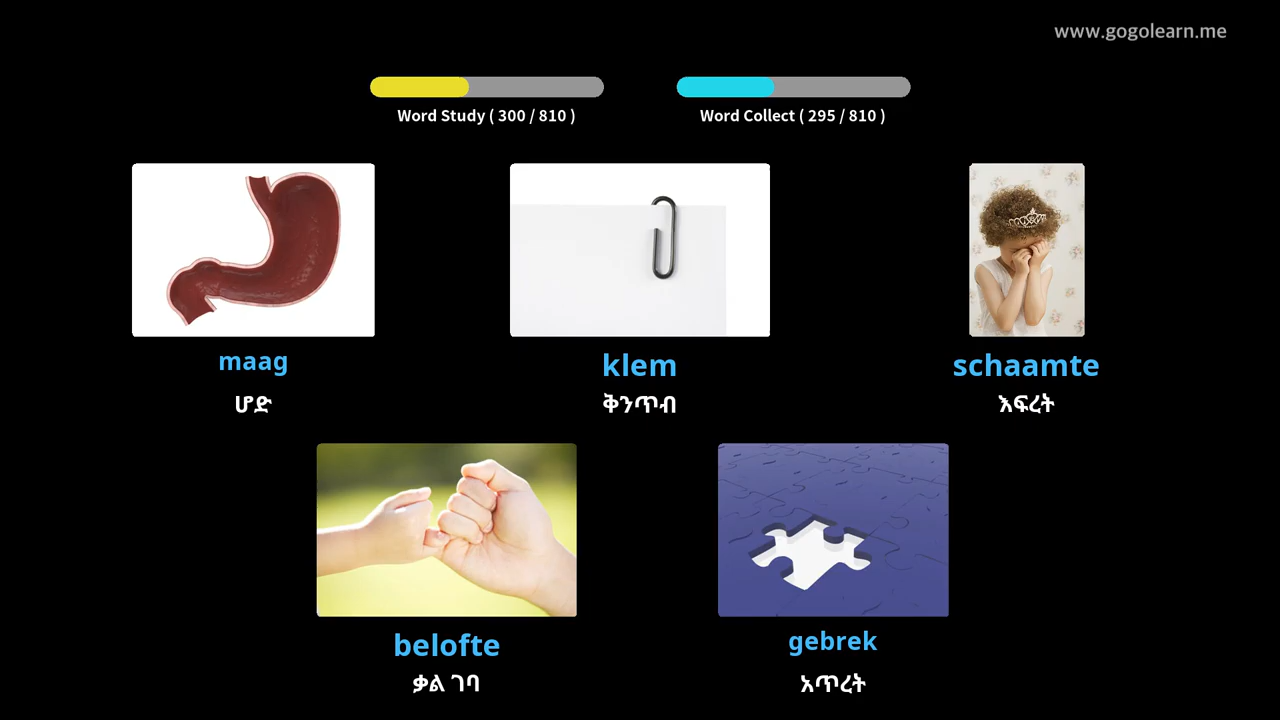 www.gogolearn.me
Word Study ( 300 / 810 )
Word Collect ( 295 / 810 )
maag
ሆድ
klem
ቅንጥብ
schaamte
እፍረት
belofte
ቃል ገባ
gebrek
አጥረት